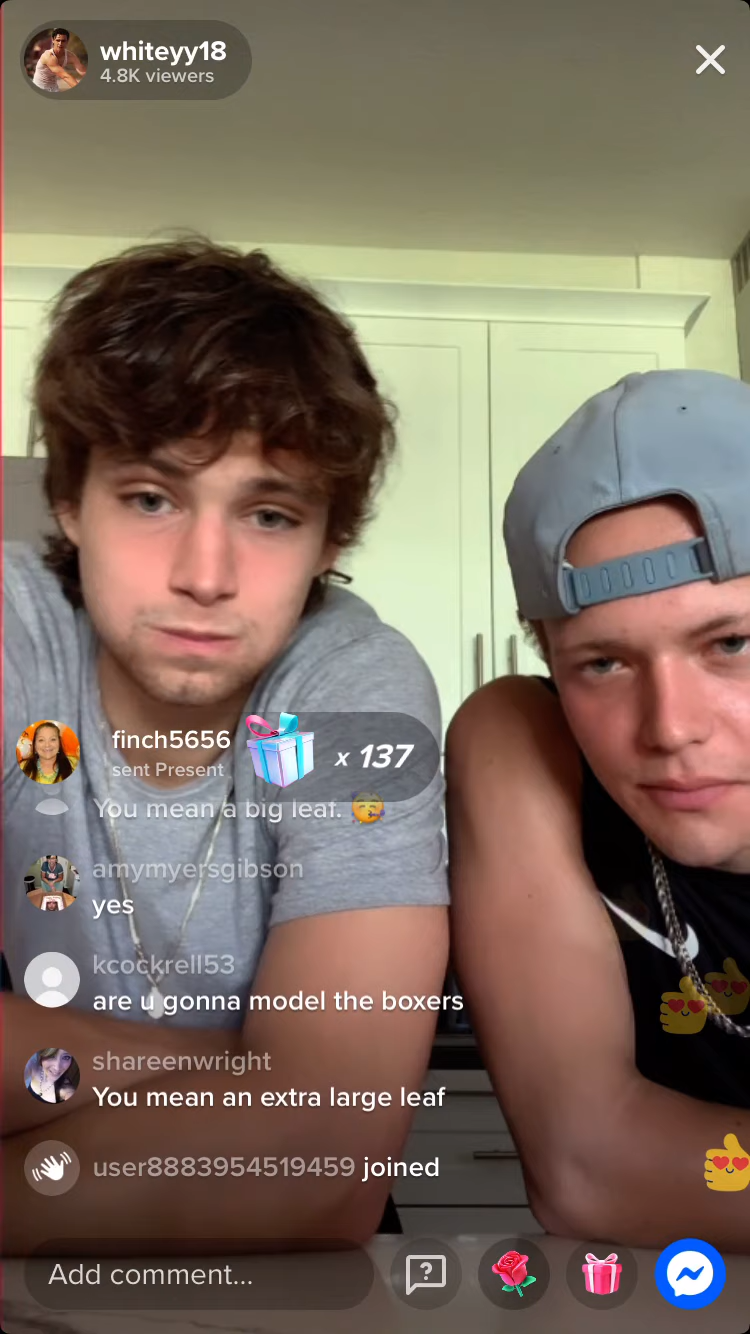 whiteyy18
4.8K viewers
finch5656
sent Present
x 137
You mean a big leaf. 🥳
amymyersgibson
yes
kcockrell53
are u gonna model the boxers
shareenwright
You mean an extra large leaf
user8883954519459 joined
Add comment...